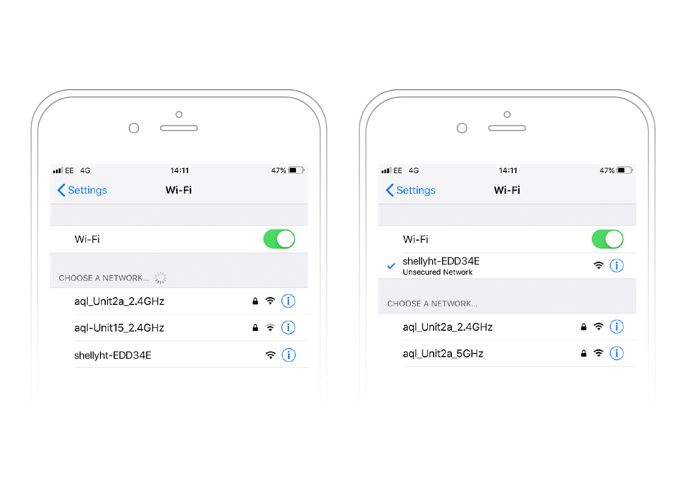 EE 4G 14:11 47%
Settings Wi-Fi
Wi-Fi
CHOOSE A NETWORK...
aql_Unit2a_2.4GHz
aql-Unit15_2.4GHz
shellyht-EDD34E
EE 4G 14:11 47%
Settings Wi-Fi
Wi-Fi
shellyht-EDD34E
Unsecured Network
CHOOSE A NETWORK...
aql_Unit2a_2.4GHz
aql_Unit2a_5GHz